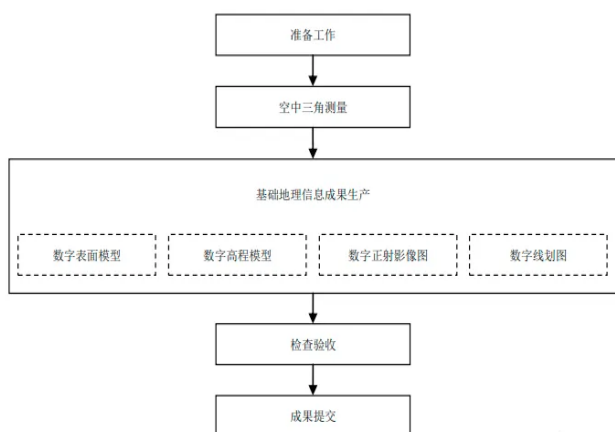 准备工作
空中三角测量
基础地理信息成果生产
数字表面模型
数字高程模型
数字正射影像图
数字线划图
检查验收
成果提交